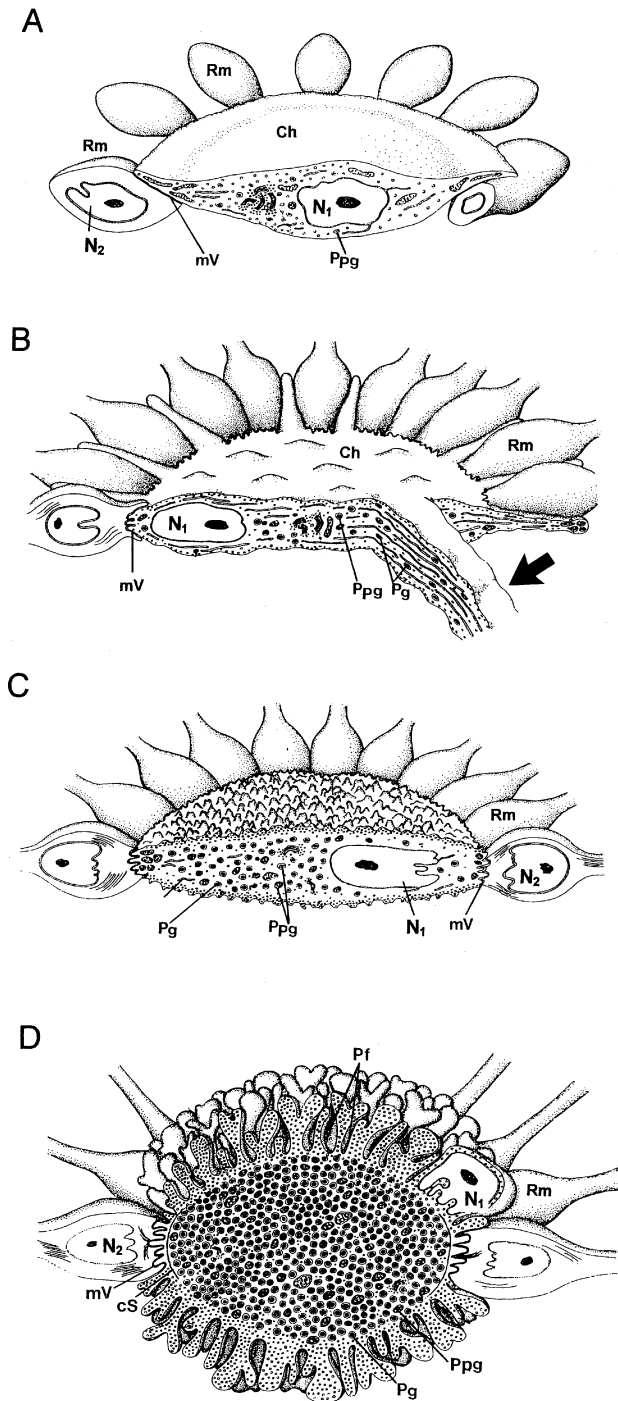 A
Rm
Ch
Rm
N₁
N₂
mV
Ppg
B
Ch
Rm
N₁
mV
Ppg Pg
C
Rm
N₂
Pg Ppg N₁ mV
D
Pf
N₁
Rm
N₂
mV
cS
Ppg
Pg